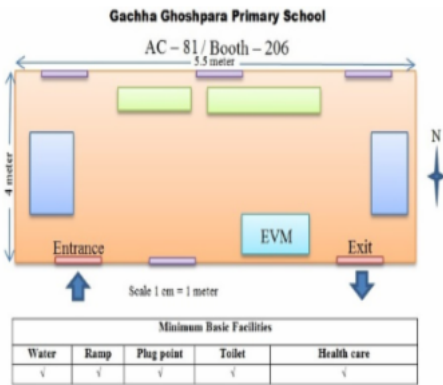 Gachha Ghoshpara Primary School
AC – 81 / Booth – 206
5.5 meter
4 meter
N
EVM
Entrance
Exit
Scale 1 cm = 1 meter
Minimum Basic Facilities
Water Ramp Plug point Toilet Health care
√ √ √ √ √